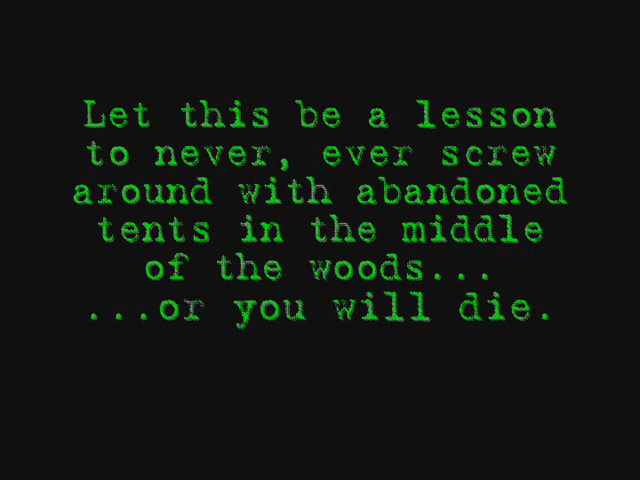 Let this be a lesson
to never, ever screw
around with abandoned
tents in the middle
of the woods...
...or you will die.